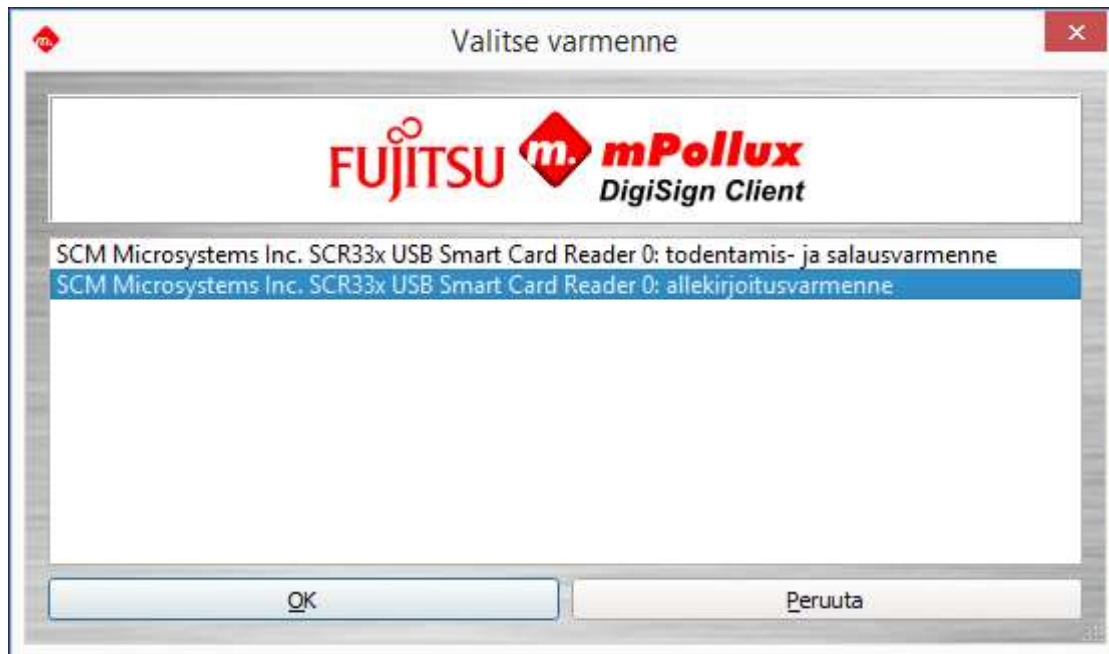 Valitse varmenne
FUJITSU m. mPollux
DigiSign Client
SCM Microsystems Inc. SCR33x USB Smart Card Reader 0: todentamis- ja salausvarmenne
SCM Microsystems Inc. SCR33x USB Smart Card Reader 0: allekirjoitusvarmenne
OK Peruuta